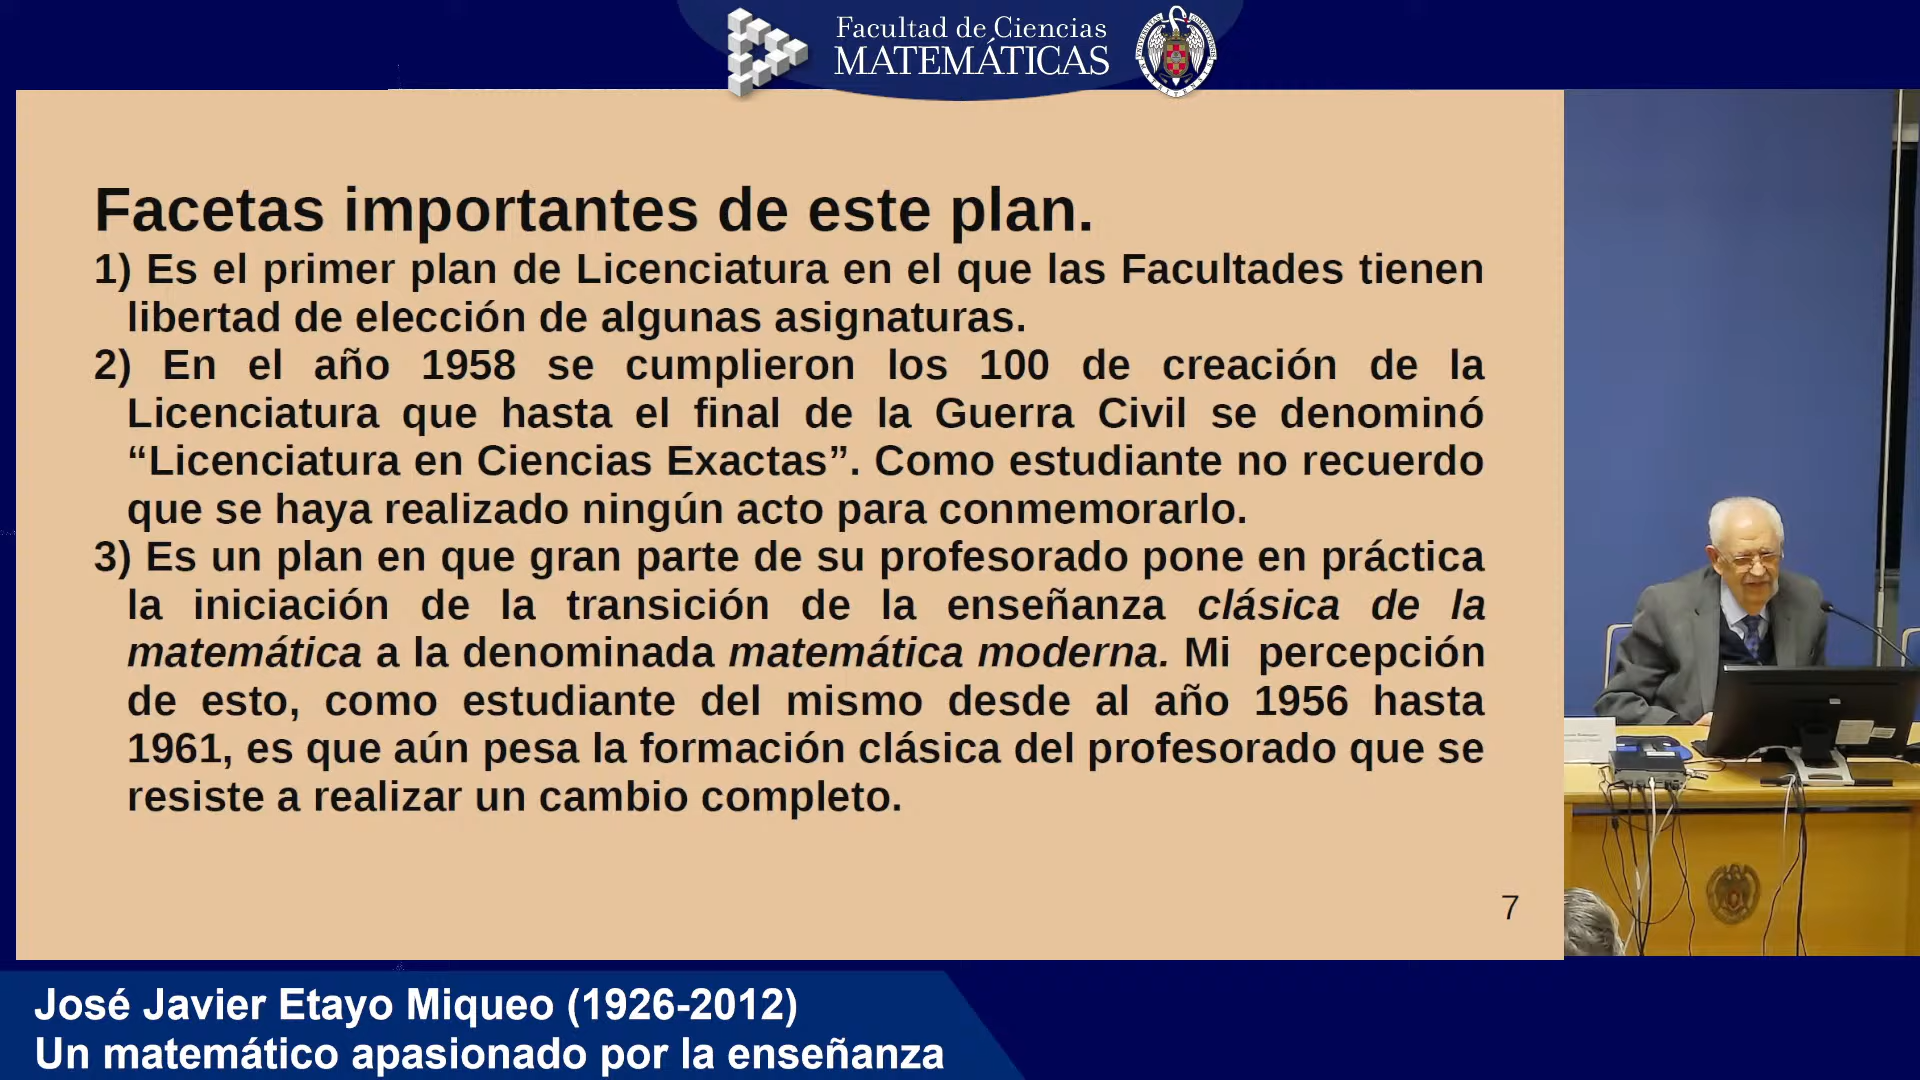 Facultad de Ciencias
MATEMÁTICAS
Facetas importantes de este plan.
1) Es el primer plan de Licenciatura en el que las Facultades tienen
libertad de elección de algunas asignaturas.
2) En el año 1958 se cumplieron los 100 de creación de la
Licenciatura que hasta el final de la Guerra Civil se denominó
“Licenciatura en Ciencias Exactas”. Como estudiante no recuerdo
que se haya realizado ningún acto para conmemorarlo.
3) Es un plan en que gran parte de su profesorado pone en práctica
la iniciación de la transición de la enseñanza clásica de la
matemática a la denominada matemática moderna. Mi percepción
de esto, como estudiante del mismo desde al año 1956 hasta
1961, es que aún pesa la formación clásica del profesorado que se
resiste a realizar un cambio completo.
7
José Javier Etayo Miqueo (1926-2012)
Un matemático apasionado por la enseñanza